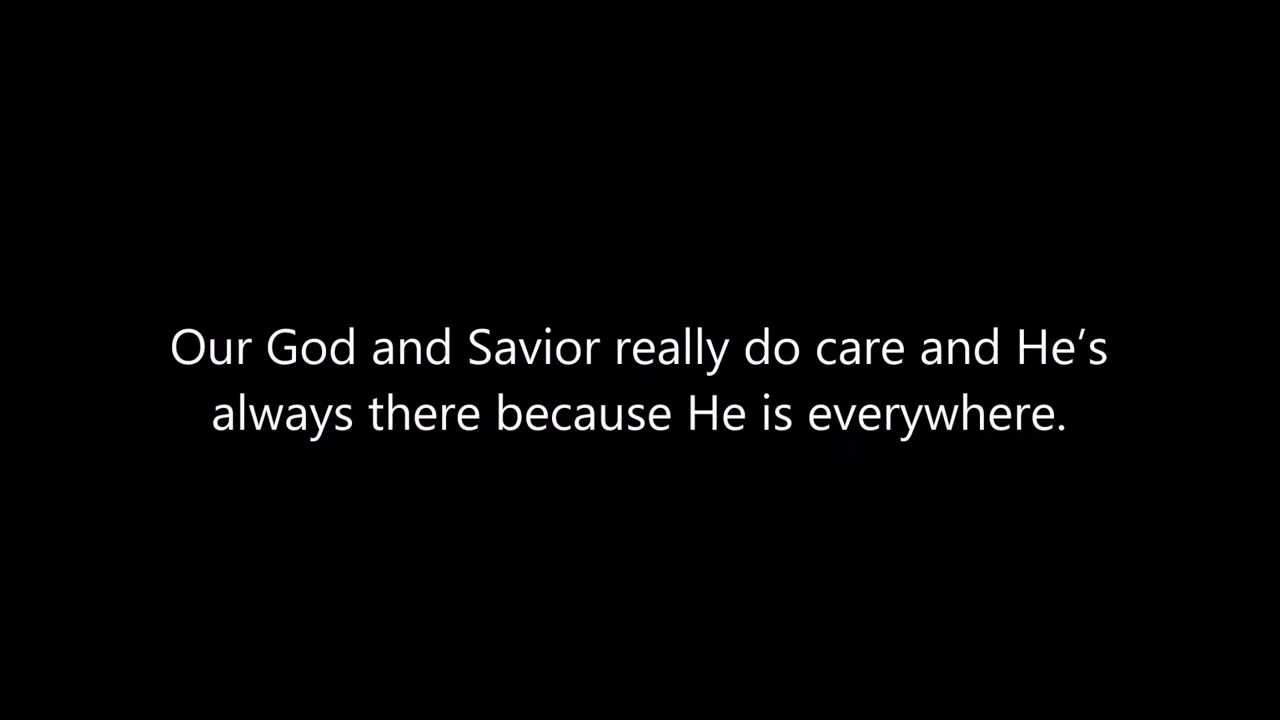 Our God and Savior really do care and He’s
always there because He is everywhere.